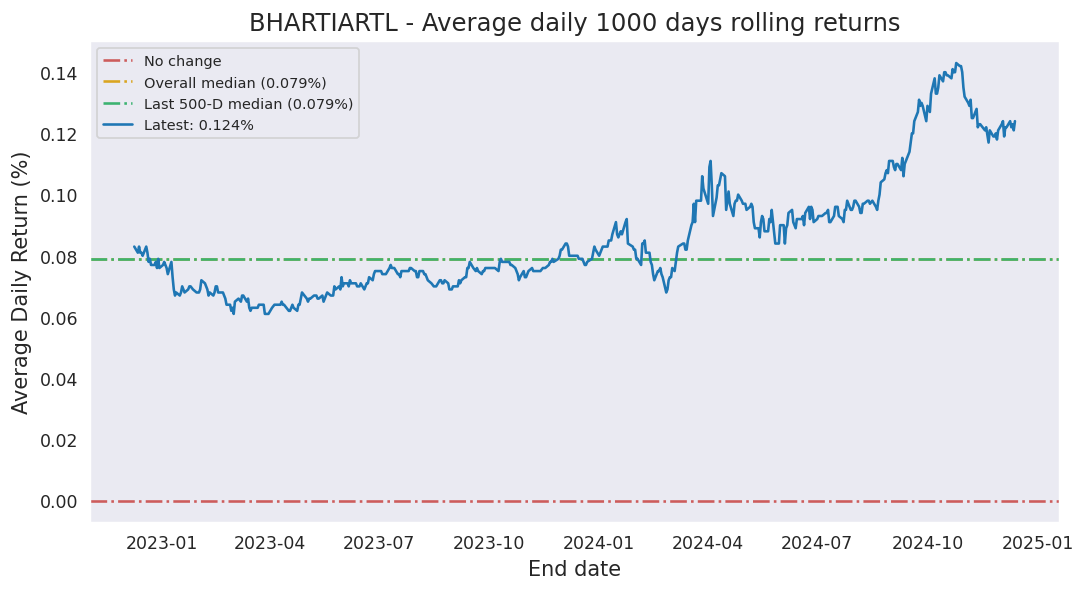 BHARTIARTL - Average daily 1000 days rolling returns
No change
Overall median (0.079%)
Last 500-D median (0.079%)
Latest: 0.124%
Average Daily Return (%)
0.14
0.12
0.10
0.08
0.06
0.04
0.02
0.00
2023-01 2023-04 2023-07 2023-10 2024-01 2024-04 2024-07 2024-10 2025-01
End date